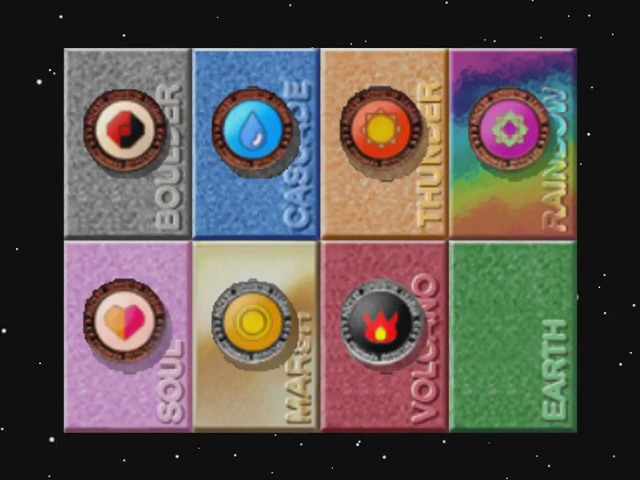 BOULDER
CASCADE
THUNDER
RAINBOW
SOUL
MARSH
VOLCANO
EARTH